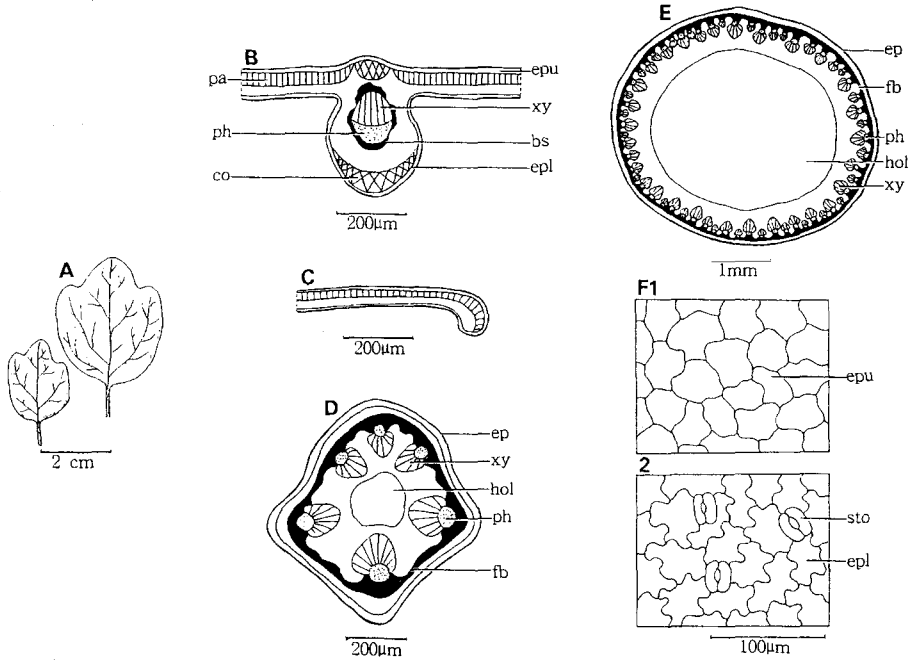 A
2 cm
B
pa
epu
xy
ph
bs
epl
co
200μm
C
200μm
D
ep
xy
hol
ph
fb
200μm
E
ep
fb
ph
hol
xy
1mm
F1
epu
2
sto
epl
100μm